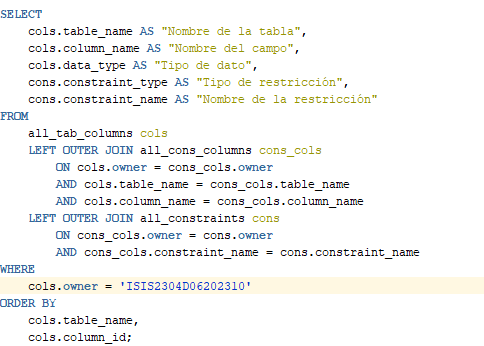 SELECT
    cols.table_name AS "Nombre de la tabla",
    cols.column_name AS "Nombre del campo",
    cols.data_type AS "Tipo de dato",
    cons.constraint_type AS "Tipo de restricción",
    cons.constraint_name AS "Nombre de la restricción"
FROM
    all_tab_columns cols
    LEFT OUTER JOIN all_cons_columns cons_cols
        ON cols.owner = cons_cols.owner
        AND cols.table_name = cons_cols.table_name
        AND cols.column_name = cons_cols.column_name
    LEFT OUTER JOIN all_constraints cons
        ON cons_cols.owner = cons.owner
        AND cons_cols.constraint_name = cons.constraint_name
WHERE
    cols.owner = 'ISIS2304D06202310'
ORDER BY
    cols.table_name,
    cols.column_id;